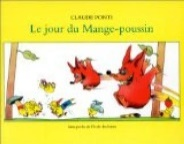 CLAUDE PONTI
Le jour du Mange-poussin